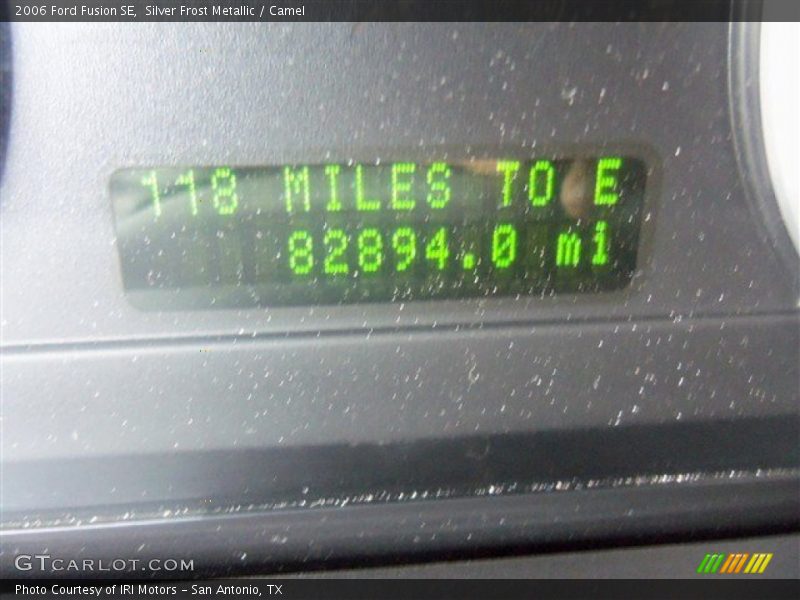 2006 Ford Fusion SE, Silver Frost Metallic / Camel
118 MILES TO E
82894.0 mi
GTCARLOT.COM
Photo Courtesy of IRI Motors - San Antonio, TX